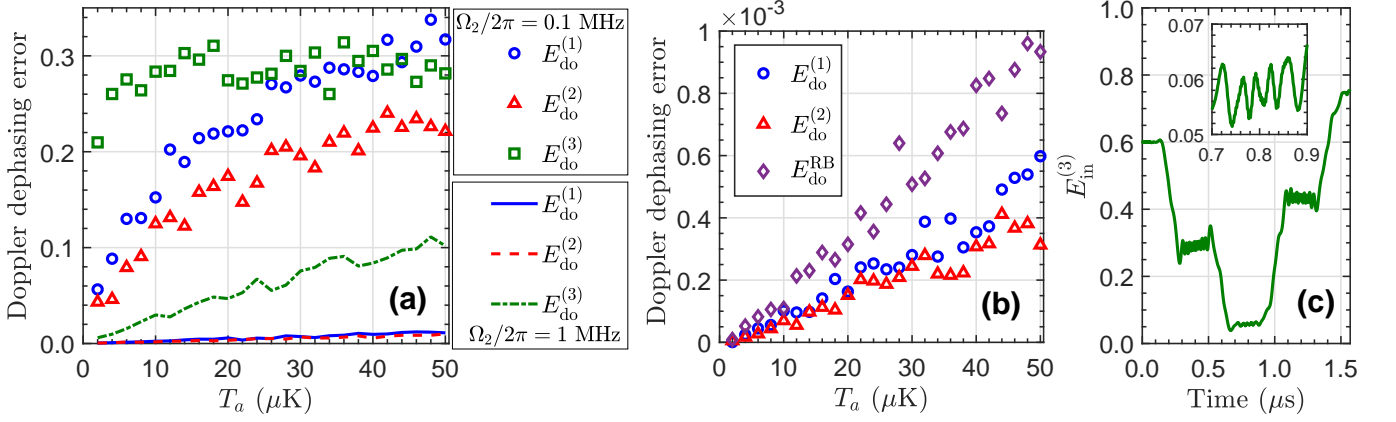 Doppler dephasing error
0.3
0.2
0.1
0.0
0 10 20 30 40 50
T_a (μK)
(a)
Ω_2/2π = 0.1 MHz
E_do^(1)
E_do^(2)
E_do^(3)
E_do^(1)
E_do^(2)
E_do^(3)
Ω_2/2π = 1 MHz
×10^-3
Doppler dephasing error
1
0.8
0.6
0.4
0.2
0
0 10 20 30 40 50
T_a (μK)
E_do^(1)
E_do^(2)
E_do^RB
(b)
E_in^(3)
1.0
0.8
0.6
0.4
0.2
0.0
0.0 0.5 1.0 1.5
Time (μs)
0.07
0.06
0.05
0.7 0.8 0.9
(c)